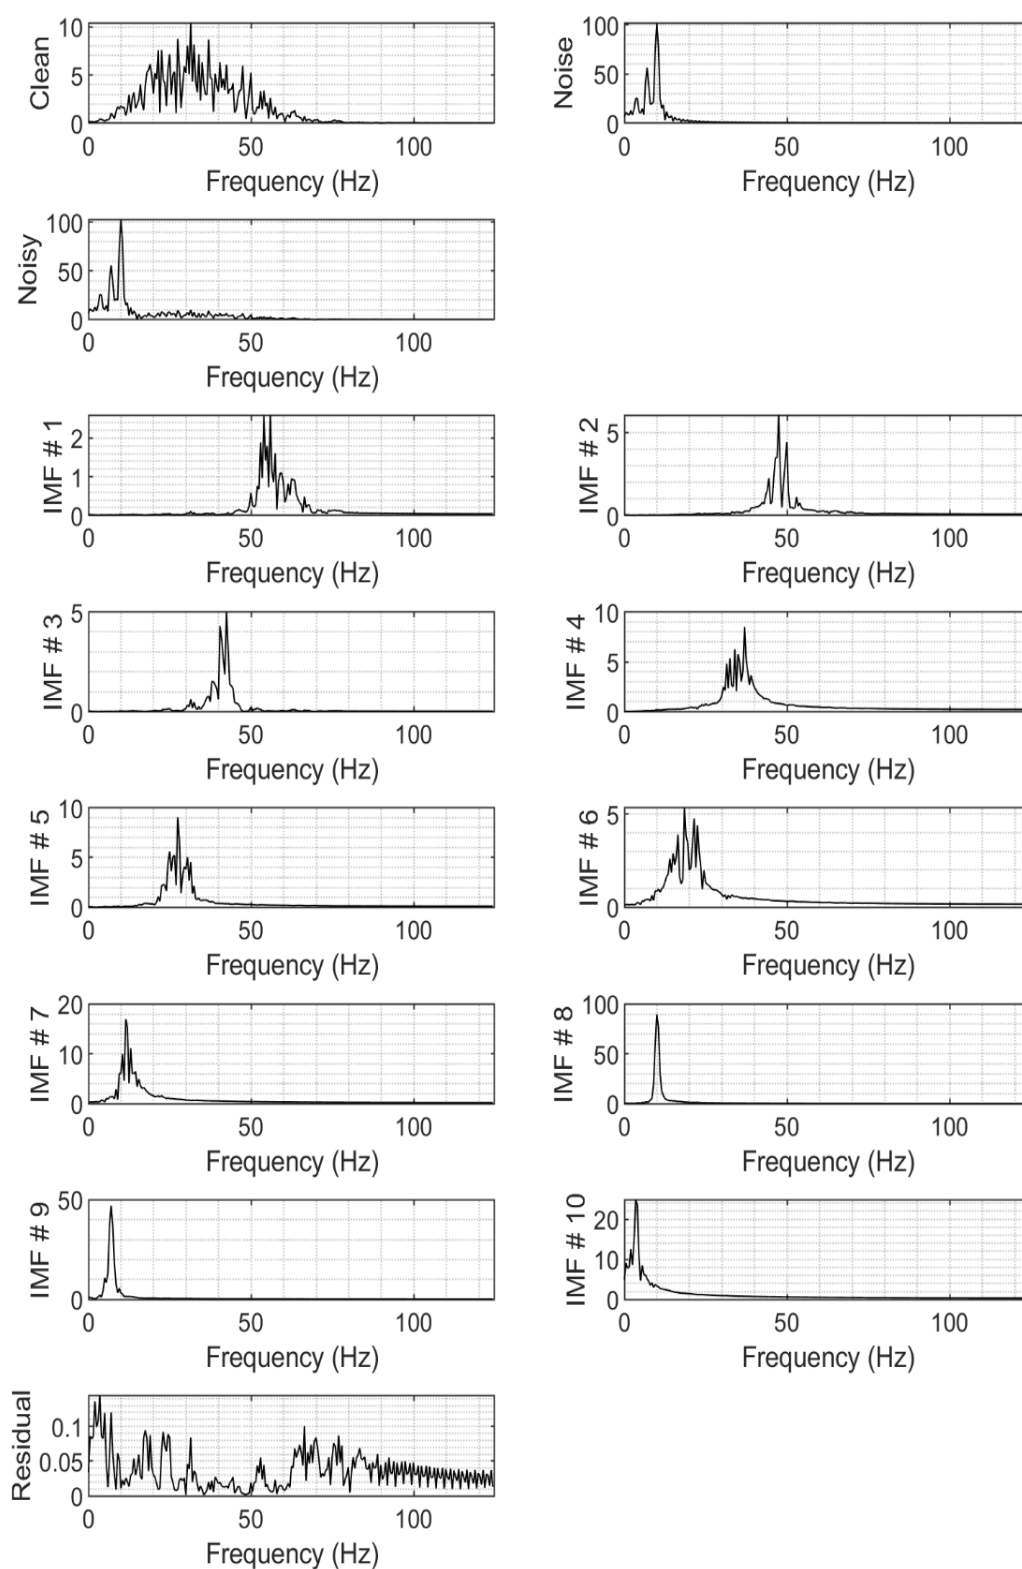 Clean
10
5
0
0 50 100
Frequency (Hz)
Noise
100
50
0
0 50 100
Frequency (Hz)
Noisy
100
50
0
0 50 100
Frequency (Hz)
IMF # 1
2
1
0
0 50 100
Frequency (Hz)
IMF # 2
5
0
0 50 100
Frequency (Hz)
IMF # 3
5
0
0 50 100
Frequency (Hz)
IMF # 4
10
5
0
0 50 100
Frequency (Hz)
IMF # 5
10
5
0
0 50 100
Frequency (Hz)
IMF # 6
5
0
0 50 100
Frequency (Hz)
IMF # 7
20
10
0
0 50 100
Frequency (Hz)
IMF # 8
100
50
0
0 50 100
Frequency (Hz)
IMF # 9
50
0
0 50 100
Frequency (Hz)
IMF # 10
20
10
0
0 50 100
Frequency (Hz)
Residual
0.1
0.05
0
0 50 100
Frequency (Hz)